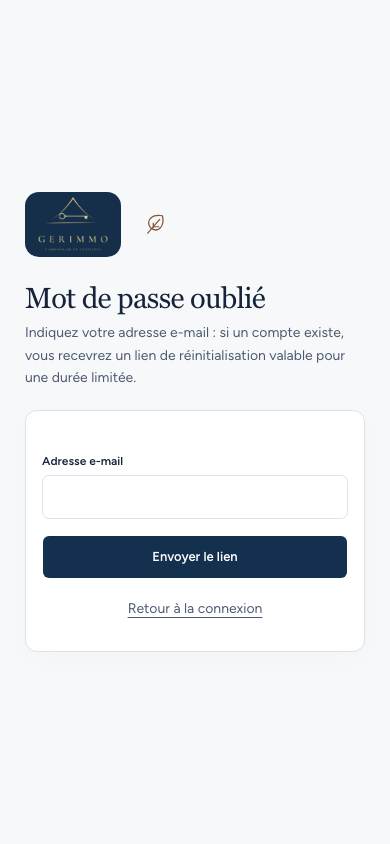 GERIMMO
Mot de passe oublié
Indiquez votre adresse e-mail : si un compte existe,
vous recevrez un lien de réinitialisation valable pour
une durée limitée.
Adresse e-mail
Envoyer le lien
Retour à la connexion